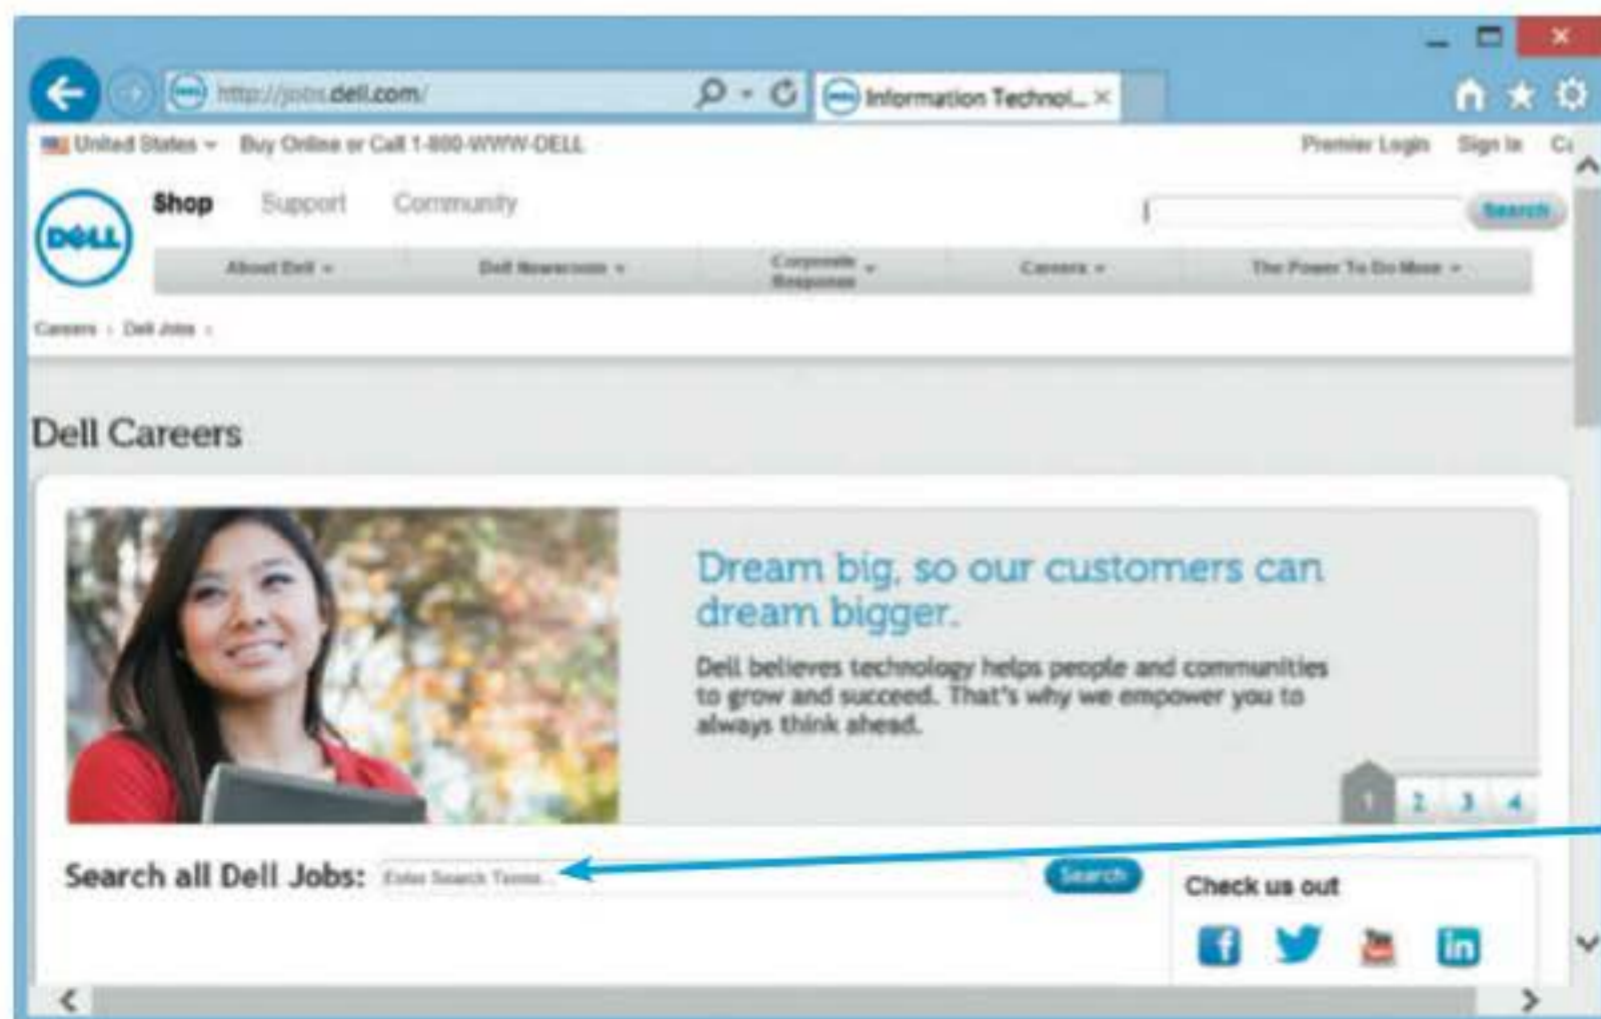 http://jobs.dell.com/
Information Technol...
United States Buy Online or Call 1-800-WWW-DELL
Premier Login Sign In
DELL
Shop Support Community
Search
About Dell Dell Newsroom Corporate Response Careers The Power To Do More
Careers Dell Jobs
Dell Careers
Dream big, so our customers can
dream bigger.
Dell believes technology helps people and communities
to grow and succeed. That's why we empower you to
always think ahead.
1 2 3 4
Search all Dell Jobs: Enter Search Terms... Search
Check us out
f You in